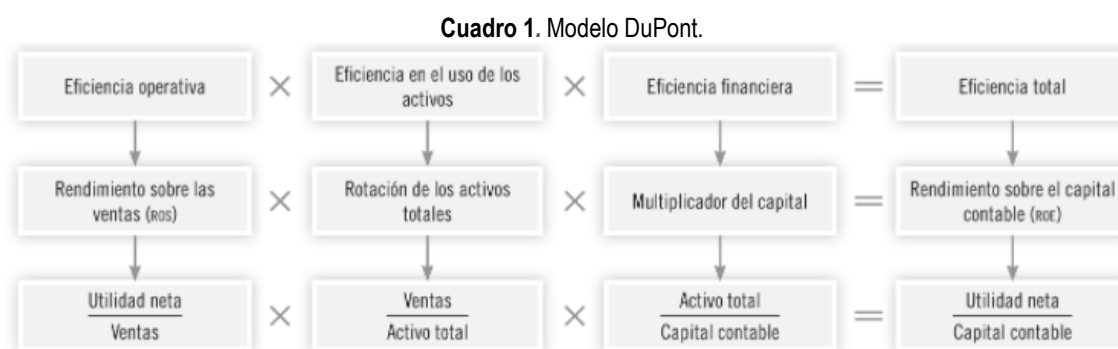 Cuadro 1. Modelo DuPont.
Eficiencia operativa × Eficiencia en el uso de los activos × Eficiencia financiera = Eficiencia total
Rendimiento sobre las ventas (ROS) × Rotación de los activos totales × Multiplicador del capital = Rendimiento sobre el capital contable (ROE)
Utilidad neta
Ventas
×
Ventas
Activo total
×
Activo total
Capital contable
=
Utilidad neta
Capital contable